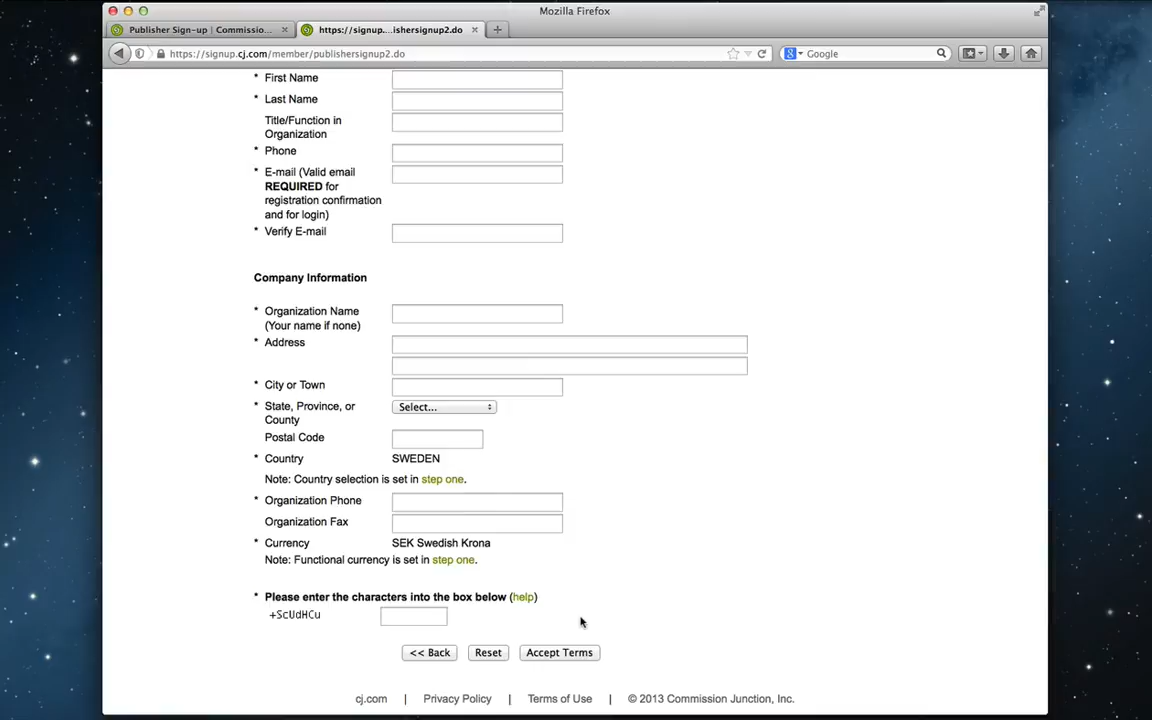 Mozilla Firefox
Publisher Sign-up | Commissio...
https://signup....ishersignup2.do
https://signup.cj.com/member/publishersignup2.do
Google
* First Name
* Last Name
Title/Function in
Organization
* Phone
* E-mail (Valid email
REQUIRED for
registration confirmation
and for login)
* Verify E-mail
Company Information
* Organization Name
(Your name if none)
* Address
* City or Town
* State, Province, or
County
Select...
Postal Code
* Country SWEDEN
Note: Country selection is set in step one.
* Organization Phone
Organization Fax
* Currency SEK Swedish Krona
Note: Functional currency is set in step one.
* Please enter the characters into the box below (help)
+ScUdHCu
<< Back Reset Accept Terms
cj.com | Privacy Policy | Terms of Use | © 2013 Commission Junction, Inc.